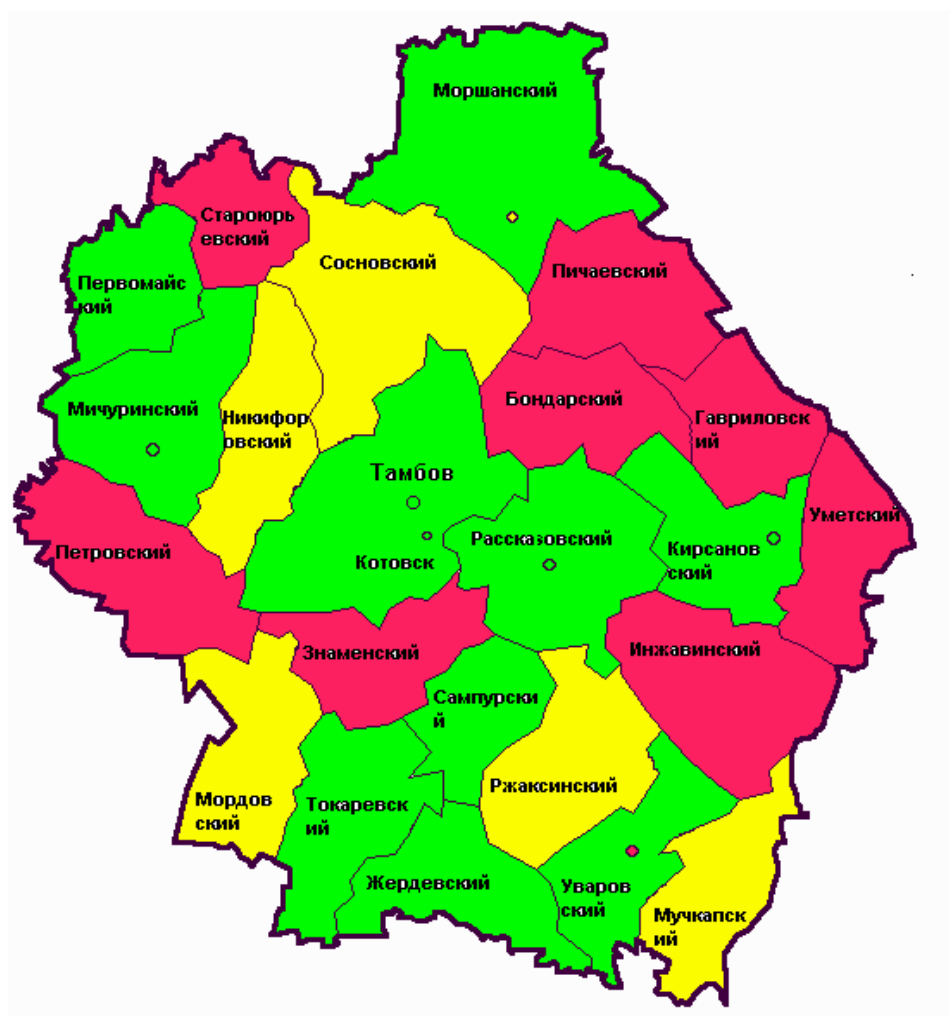 Моршанский
Староюрь
евский
Сосновский
Пичаевский
Первомайс
кий
Мичуринский
Никифор
овский
Бондарский
Гавриловск
ий
Тамбов
Уметский
Петровский
Котовск
Рассказовский
Кирсанов
ский
Знаменский
Инжавинский
Сампурски
й
Ржаксинский
Мордов
ский
Токаревск
ий
Жердевский
Уваров
ский
Мучкапск
ий